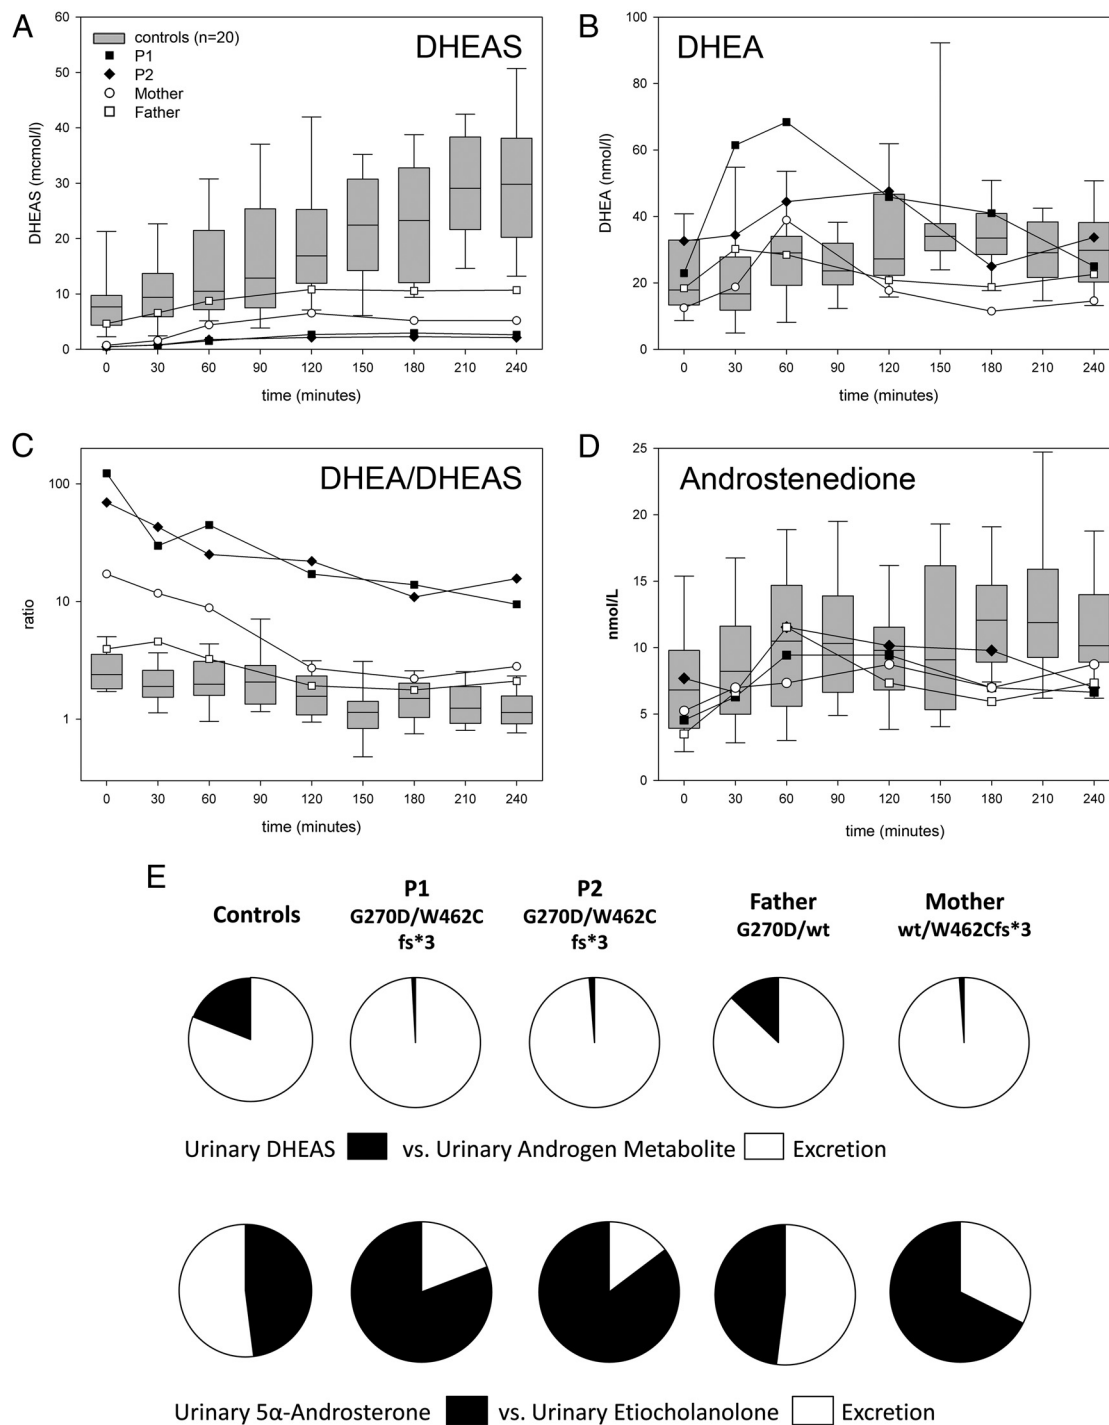 A
DHEAS
controls (n=20)
P1
P2
Mother
Father
60
50
40
30
20
10
0
DHEAS (mcmol/l)
0 30 60 90 120 150 180 210 240
time (minutes)
B
DHEA
100
80
60
40
20
0
DHEA (nmol/l)
0 30 60 90 120 150 180 210 240
time (minutes)
C
DHEA/DHEAS
100
10
1
ratio
0 30 60 90 120 150 180 210 240
time (minutes)
D
Androstenedione
25
20
15
10
5
0
nmol/L
0 30 60 90 120 150 180 210 240
time (minutes)
E
Controls
P1
G270D/W462C
fs*3
P2
G270D/W462C
fs*3
Father
G270D/wt
Mother
wt/W462Cfs*3
Urinary DHEAS vs. Urinary Androgen Metabolite Excretion
Urinary 5α-Androsterone vs. Urinary Etiocholanolone Excretion